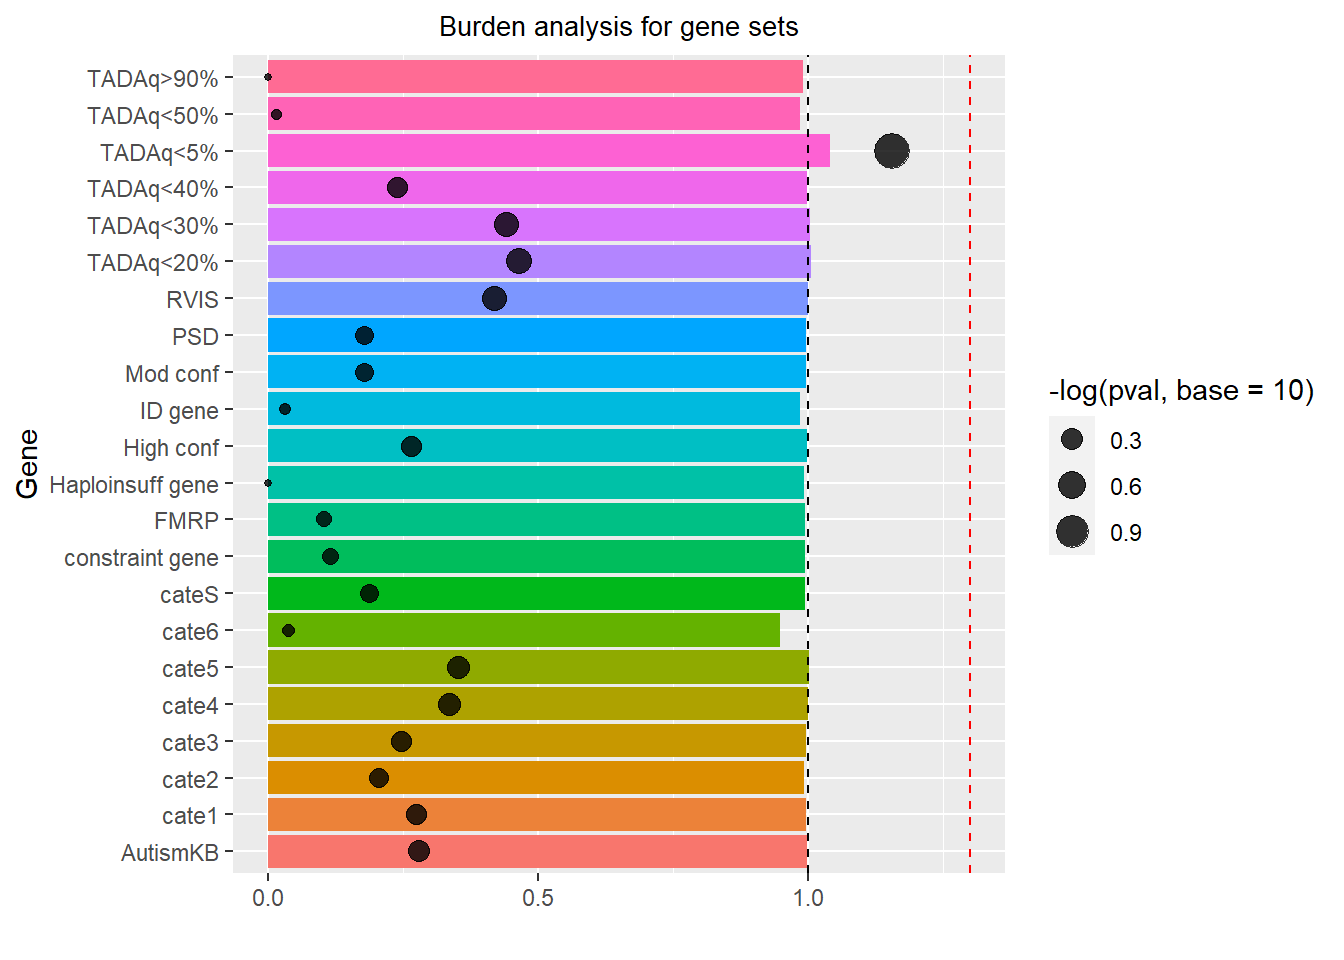 Burden analysis for gene sets
TADAq>90%
TADAq<50%
TADAq<5%
TADAq<40%
TADAq<30%
TADAq<20%
RVIS
PSD
Mod conf
ID gene
High conf
Haploinsuff gene
FMRP
constraint gene
cateS
cate6
cate5
cate4
cate3
cate2
cate1
AutismKB
Gene
0.0 0.5 1.0
-log(pval, base = 10)
0.3
0.6
0.9